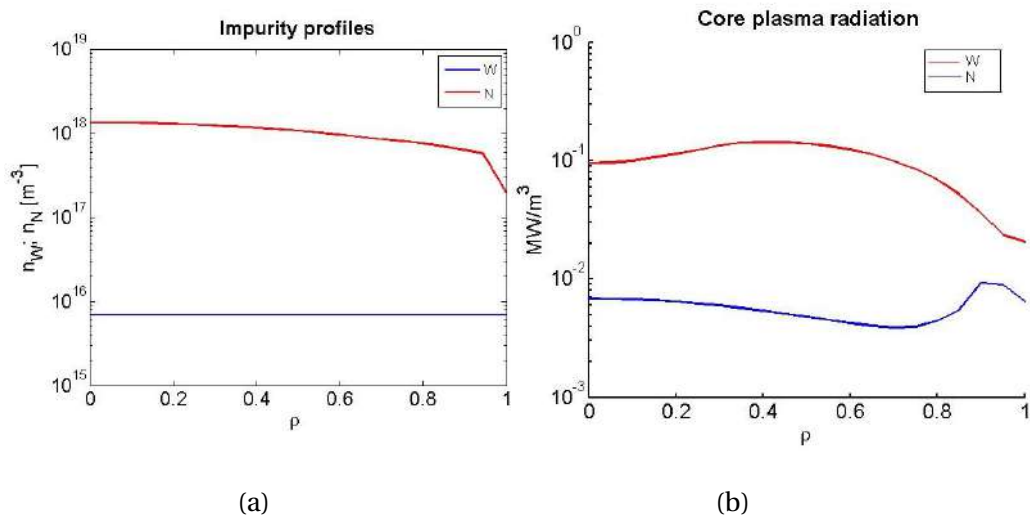 Impurity profiles
10^19
10^18
10^17
10^16
10^15
n_W; n_N [m^-3]
W
N
0
0.2
0.4
0.6
0.8
1
ρ
(a)
Core plasma radiation
10^0
10^-1
10^-2
10^-3
MW/m^3
W
N
0
0.2
0.4
0.6
0.8
1
ρ
(b)